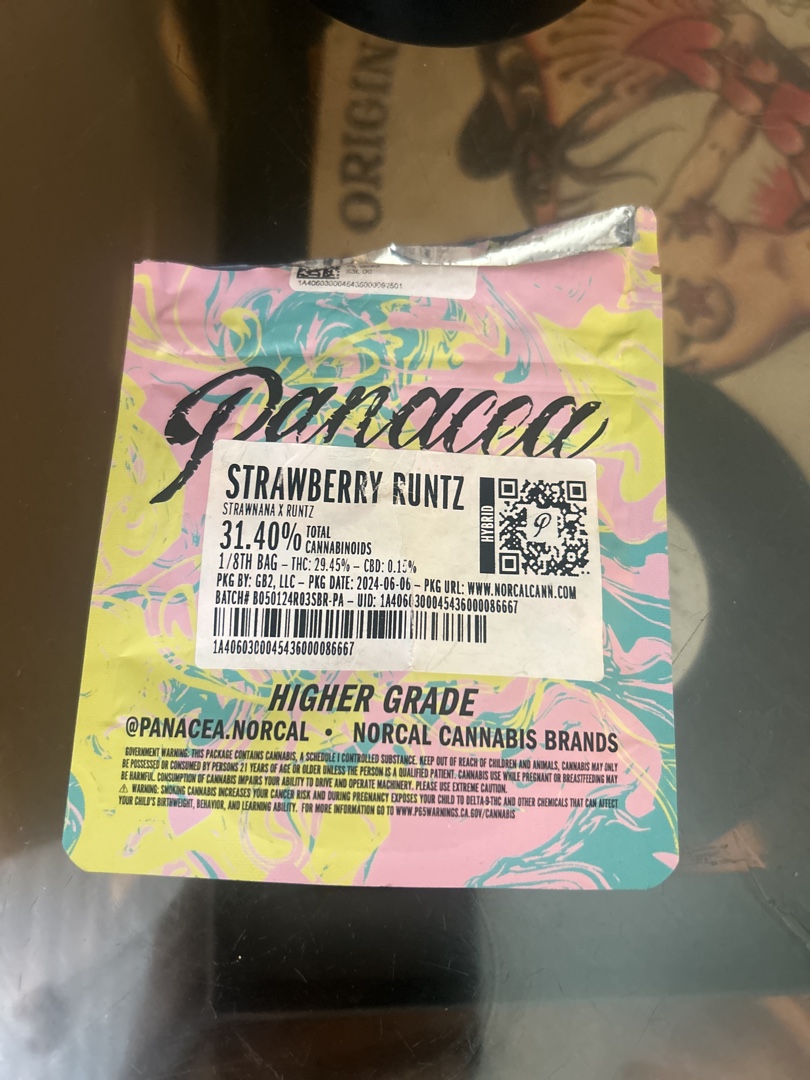 ORIGIN
1A4060300045436000097501
Panacea
STRAWBERRY RUNTZ
STRAWNANA X RUNTZ
31.40% TOTAL CANNABINOIDS
HYBRID
P
1/8TH BAG – THC: 29.45% – CBD: 0.15%
PKG BY: GB2, LLC – PKG DATE: 2024-06-06 – PKG URL: WWW.NORCALCANN.COM
BATCH# B050124R03SBR-PA – UID: 1A4060300045436000086667
1A4060300045436000086667
HIGHER GRADE
@PANACEA.NORCAL • NORCAL CANNABIS BRANDS
GOVERNMENT WARNING: THIS PACKAGE CONTAINS CANNABIS, A SCHEDULE I CONTROLLED SUBSTANCE. KEEP OUT OF REACH OF CHILDREN AND ANIMALS, CANNABIS MAY ONLY
BE POSSESSED OR CONSUMED BY PERSONS 21 YEARS OF AGE OR OLDER UNLESS THE PERSON IS A QUALIFIED PATIENT. CANNABIS USE WHILE PREGNANT OR BREASTFEEDING MAY
BE HARMFUL. CONSUMPTION OF CANNABIS IMPAIRS YOUR ABILITY TO DRIVE AND OPERATE MACHINERY. PLEASE USE EXTREME CAUTION.
⚠ WARNING: SMOKING CANNABIS INCREASES YOUR CANCER RISK AND DURING PREGNANCY EXPOSES YOUR CHILD TO DELTA-9-THC AND OTHER CHEMICALS THAT CAN AFFECT
YOUR CHILD'S BIRTHWEIGHT, BEHAVIOR, AND LEARNING ABILITY. FOR MORE INFORMATION GO TO WWW.P65WARNINGS.CA.GOV/CANNABIS